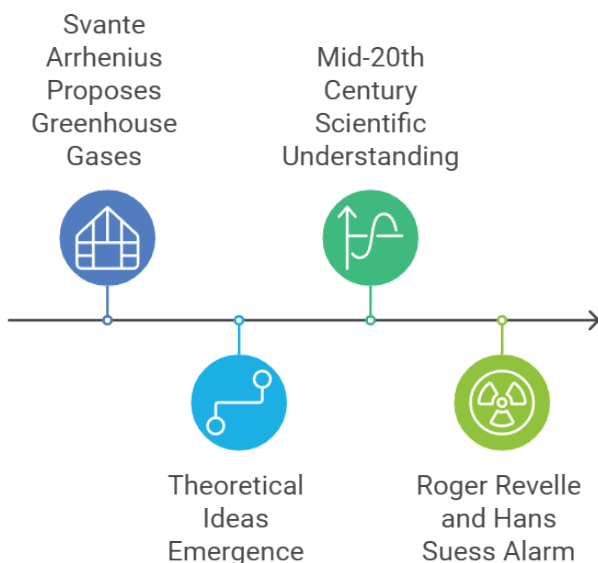 Svante
Arrhenius
Proposes
Greenhouse
Gases
Mid-20th
Century
Scientific
Understanding
Theoretical
Ideas
Emergence
Roger Revelle
and Hans
Suess Alarm